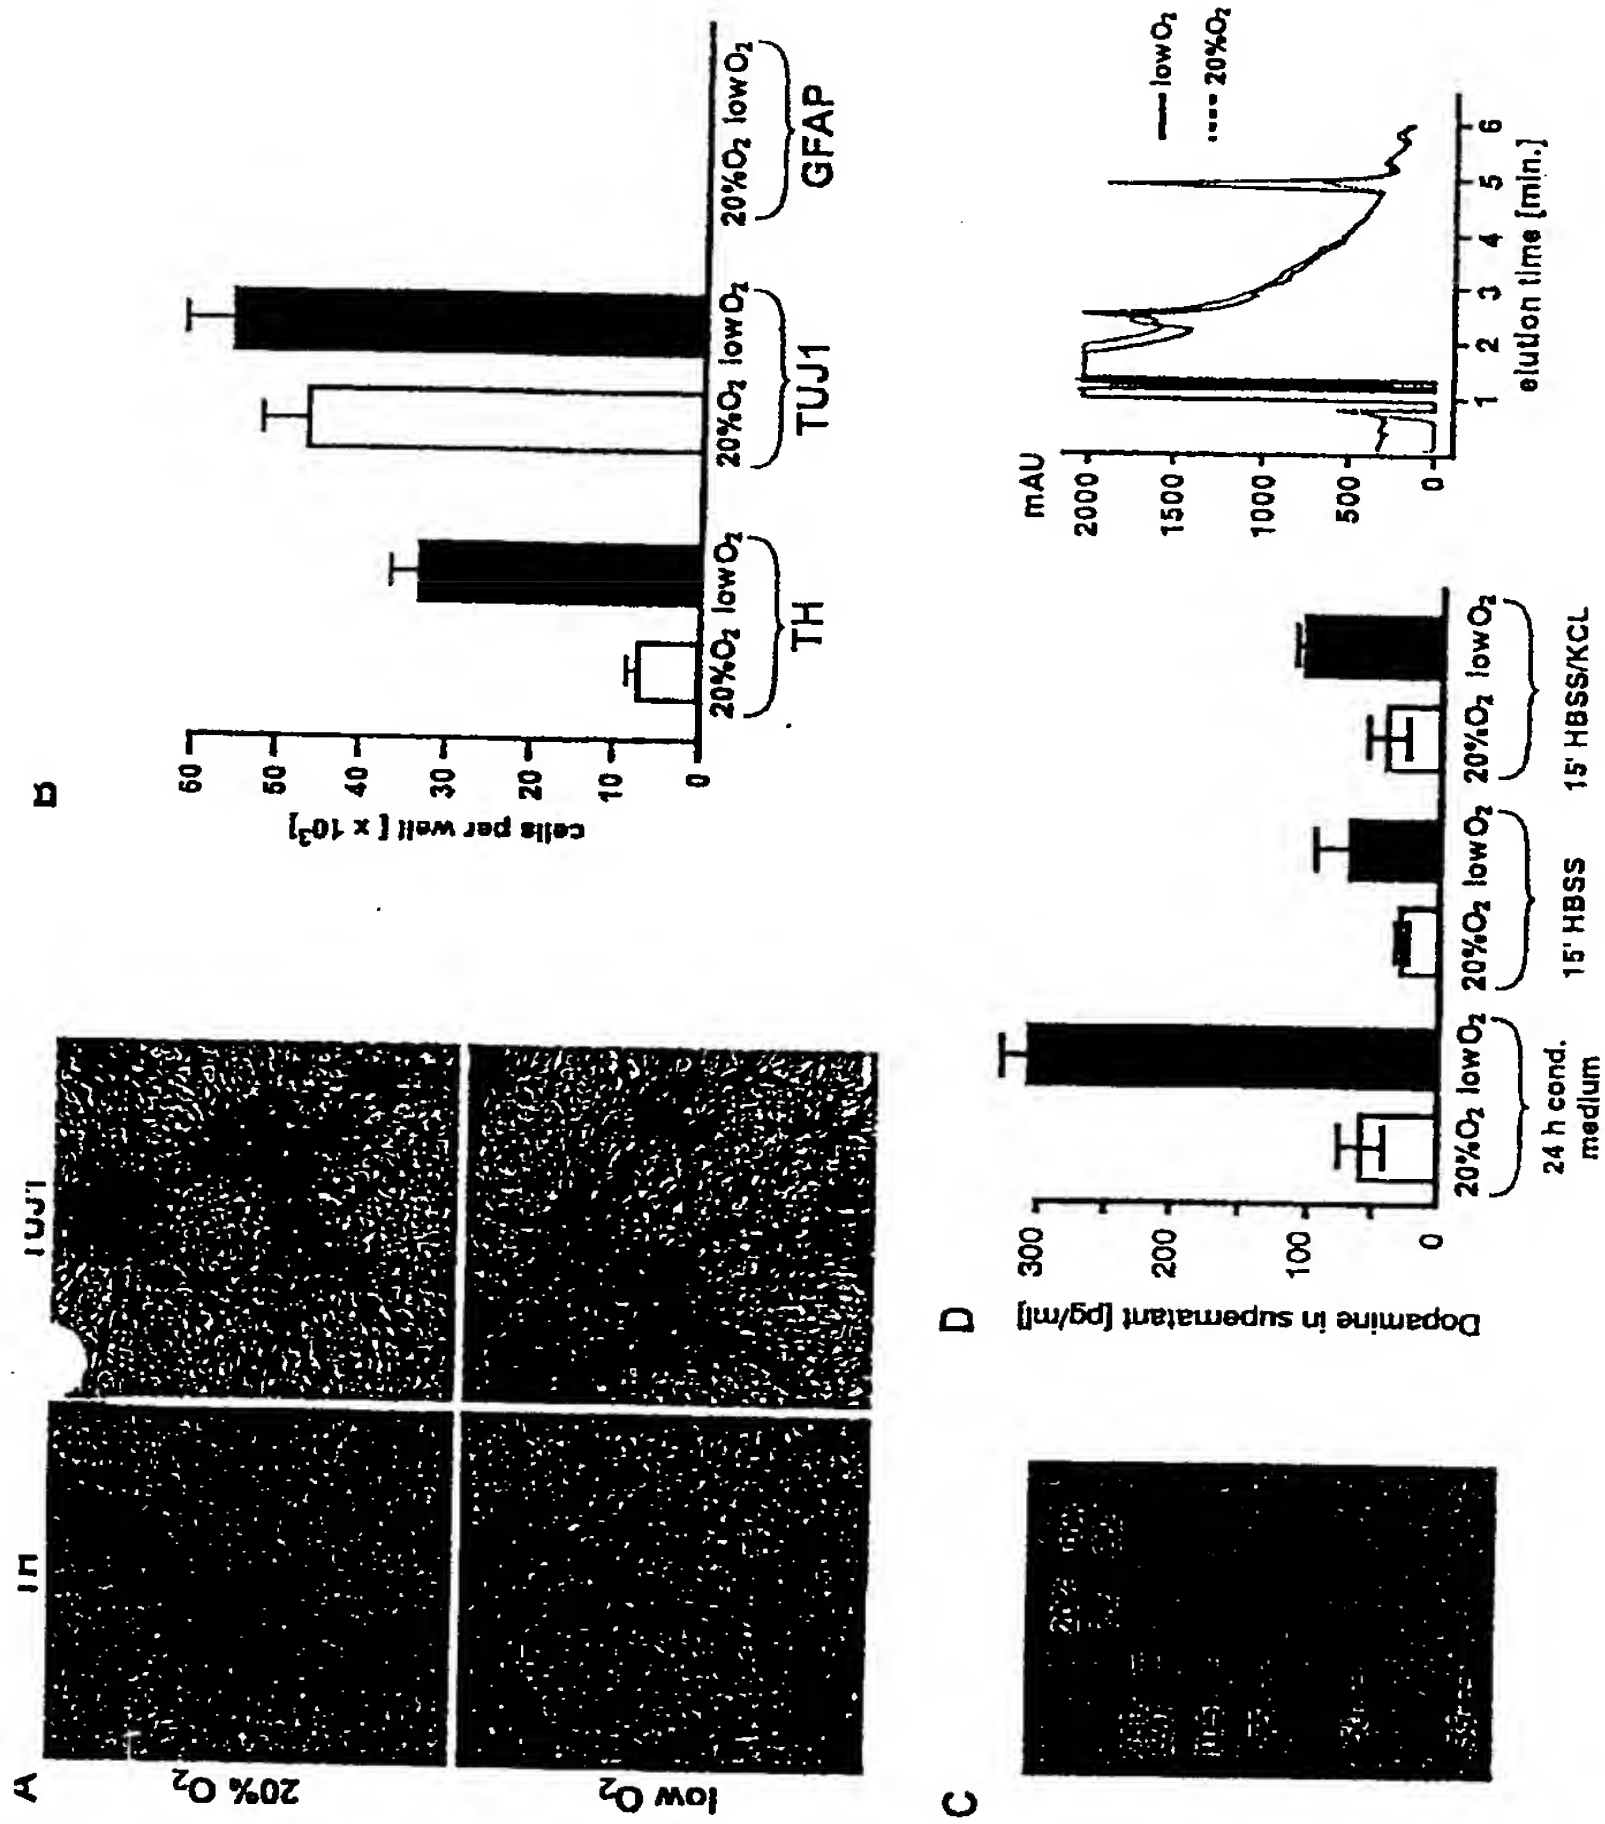 A
TH
TUJ1
20% O2
low O2
B
cells per well [ x 10³]
60
50
40
30
20
10
0
20%O2 lowO2 20%O2 lowO2 20%O2 lowO2
TH TUJ1 GFAP
C
D
Dopamine in supernatant [pg/ml]
300
200
100
0
20%O2 lowO2 20%O2 lowO2 20%O2 lowO2
24 h cond. medium
15' HBSS
15' HBSS/KCL
mAU
2000
1500
1000
500
0
1 2 3 4 5 6
elution time [min.]
lowO2
20%O2